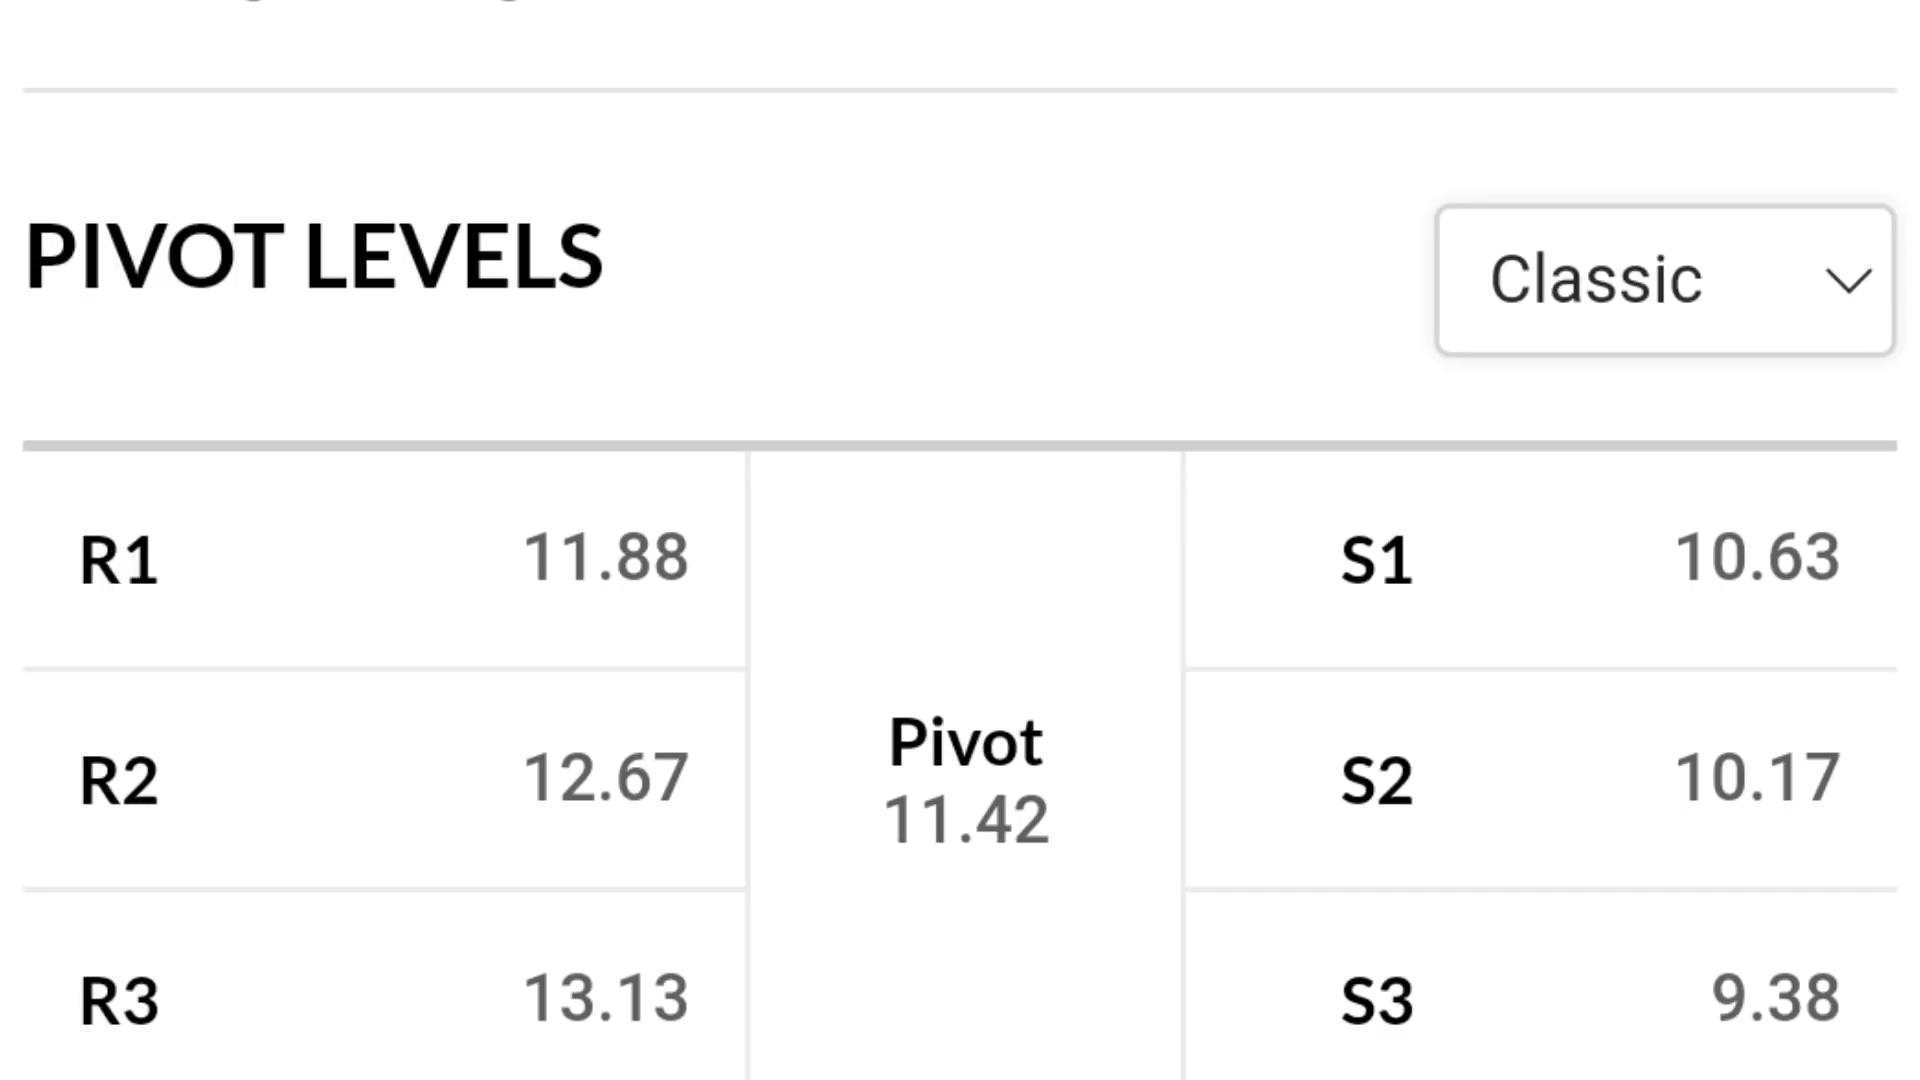 PIVOT LEVELS
Classic
R1 11.88 S1 10.63
R2 12.67 Pivot S2 10.17
11.42
R3 13.13 S3 9.38